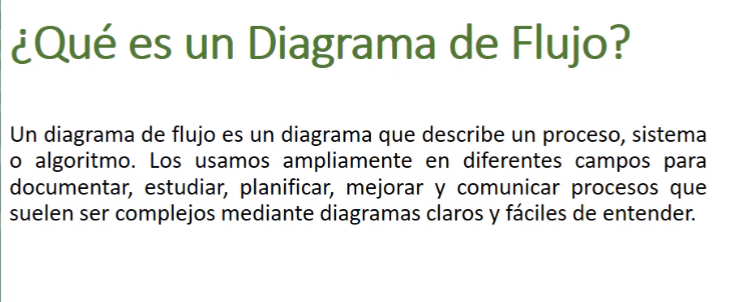 ¿Qué es un Diagrama de Flujo?
Un diagrama de flujo es un diagrama que describe un proceso, sistema
o algoritmo. Los usamos ampliamente en diferentes campos para
documentar, estudiar, planificar, mejorar y comunicar procesos que
suelen ser complejos mediante diagramas claros y fáciles de entender.